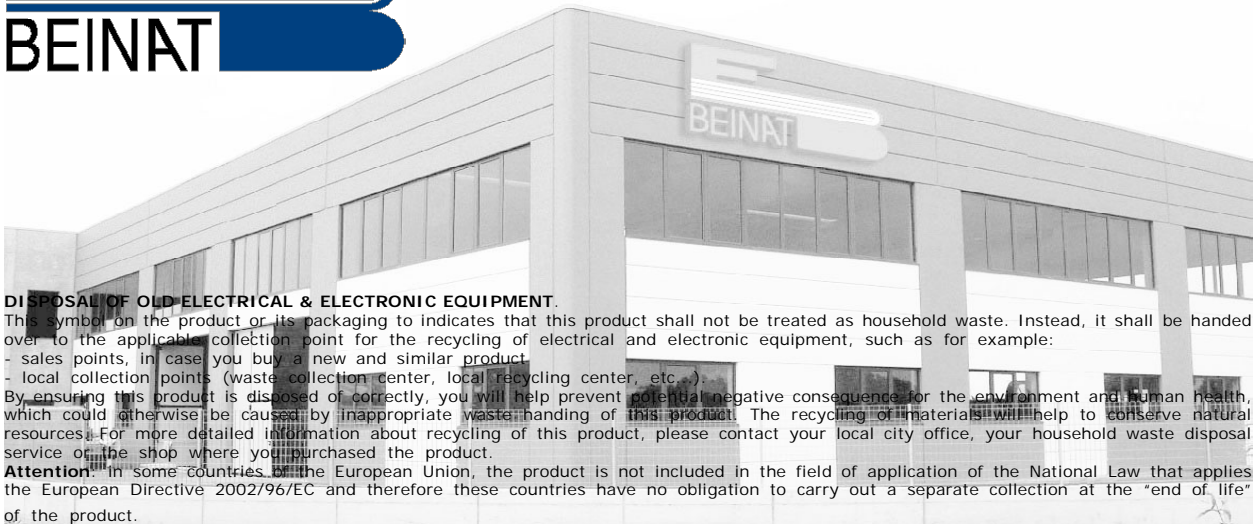 BEINAT
BEINAT
DISPOSAL OF OLD ELECTRICAL & ELECTRONIC EQUIPMENT.
This symbol on the product or its packaging to indicates that this product shall not be treated as household waste. Instead, it shall be handed
over to the applicable collection point for the recycling of electrical and electronic equipment, such as for example:
- sales points, in case you buy a new and similar product
- local collection points (waste collection center, local recycling center, etc...).
By ensuring this product is disposed of correctly, you will help prevent potential negative consequence for the environment and human health,
which could otherwise be caused by inappropriate waste handing of this product. The recycling of materials will help to conserve natural
resources. For more detailed information about recycling of this product, please contact your local city office, your household waste disposal
service or the shop where you purchased the product.
Attention: In some countries of the European Union, the product is not included in the field of application of the National Law that applies
the European Directive 2002/96/EC and therefore these countries have no obligation to carry out a separate collection at the “end of life”
of the product.